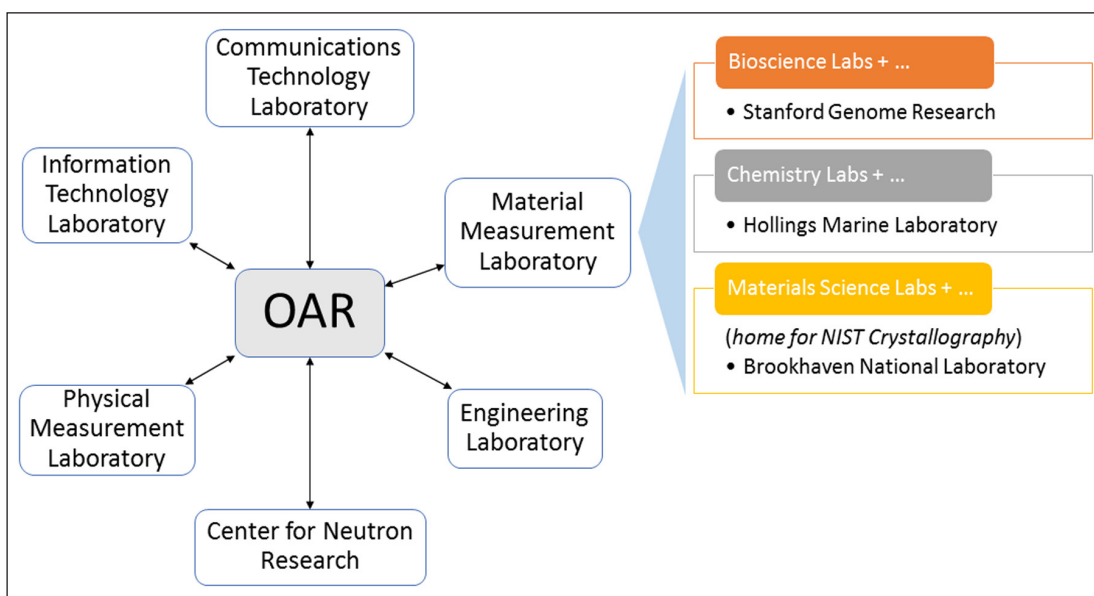 Communications
Technology
Laboratory
Information
Technology
Laboratory
Material
Measurement
Laboratory
OAR
Physical
Measurement
Laboratory
Engineering
Laboratory
Center for Neutron
Research
Bioscience Labs + ...
• Stanford Genome Research
Chemistry Labs + ...
• Hollings Marine Laboratory
Materials Science Labs + ...
(home for NIST Crystallography)
• Brookhaven National Laboratory